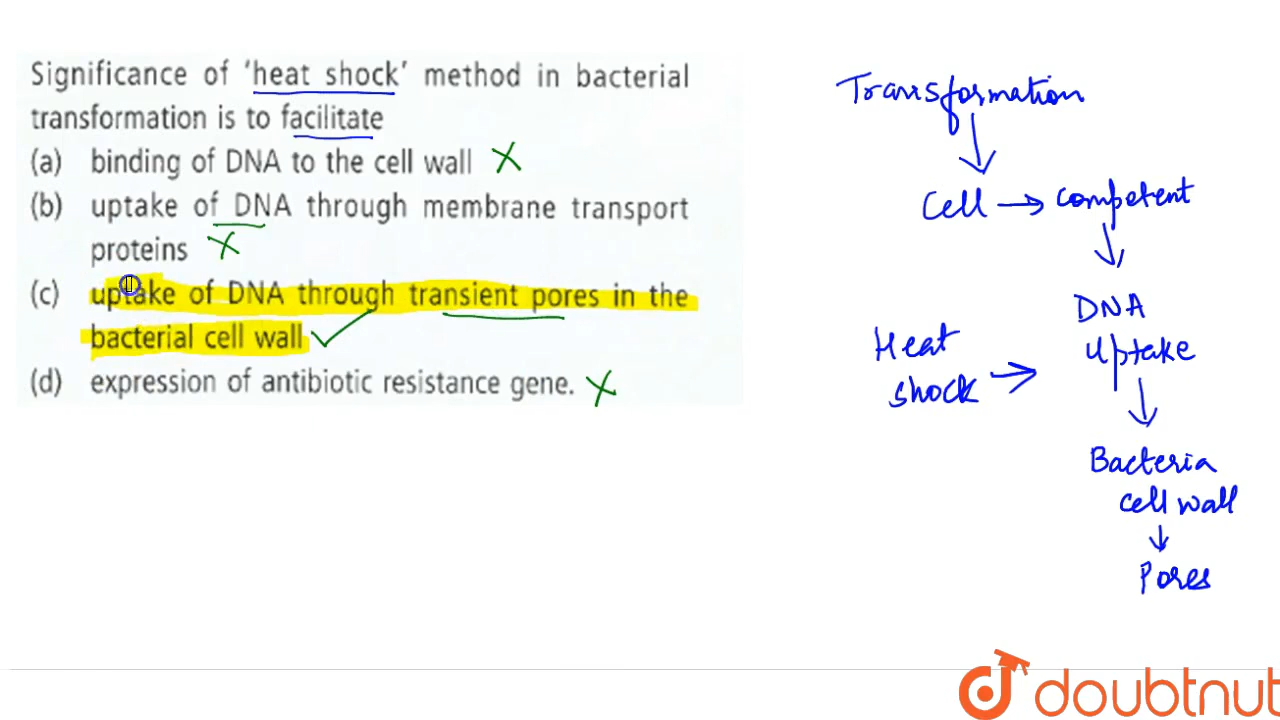 Significance of ‘heat shock’ method in bacterial
transformation is to facilitate
(a) binding of DNA to the cell wall
(b) uptake of DNA through membrane transport
proteins
(c) uptake of DNA through transient pores in the
bacterial cell wall
(d) expression of antibiotic resistance gene.
Transformation
Cell → competent
DNA
uptake
Heat
shock →
Bacteria
cell wall
Pores
doubtnut